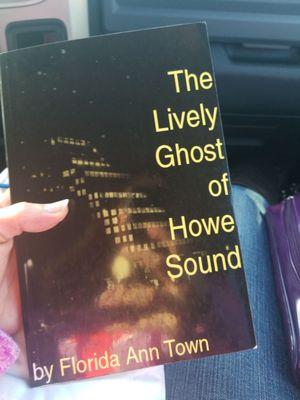 The
Lively
Ghost
of
Howe
Sound
by Florida Ann Town